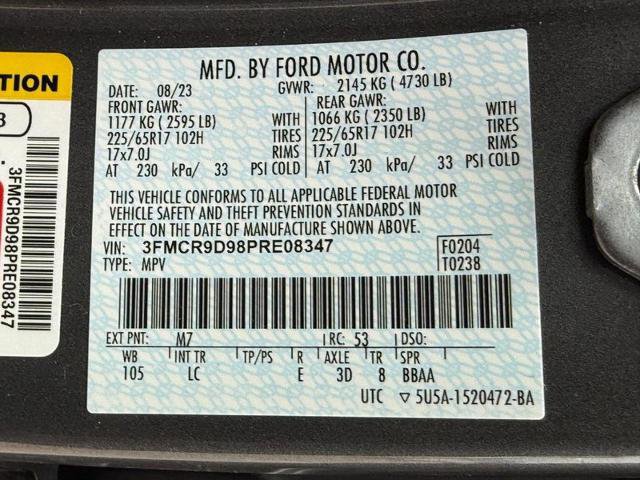 MFD. BY FORD MOTOR CO.
DATE: 08/23 GVWR: 2145 KG ( 4730 LB)
FRONT GAWR: REAR GAWR:
1177 KG ( 2595 LB) WITH 1066 KG ( 2350 LB) WITH
225/65R17 102H TIRES 225/65R17 102H TIRES
17x7.0J RIMS 17x7.0J RIMS
AT 230 kPa/ 33 PSI COLD AT 230 kPa/ 33 PSI COLD
THIS VEHICLE CONFORMS TO ALL APPLICABLE FEDERAL MOTOR
VEHICLE SAFETY AND THEFT PREVENTION STANDARDS IN
EFFECT ON THE DATE OF MANUFACTURE SHOWN ABOVE.
VIN: 3FMCR9D98PRE08347 F0204
TYPE: MPV T0238
EXT PNT: M7 RC: 53 DSO:
WB INT TR TP/PS R AXLE TR SPR
105 LC E 3D 8 BBAA
UTC ▽5U5A-1520472-BA
3FMCR9D98PRE08347